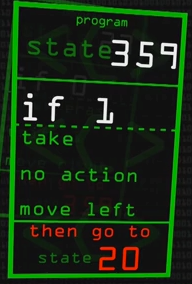 program
state 359
if 1
take
no action
move left
then go to
state 20